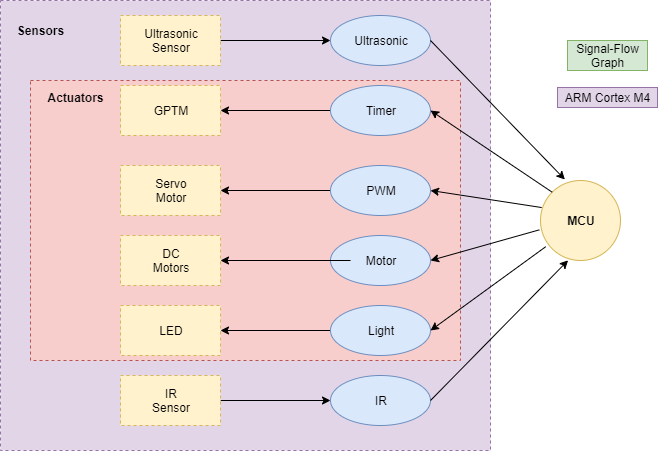 Sensors
Ultrasonic
Sensor
Ultrasonic
Signal-Flow
Graph
Actuators
GPTM
Timer
ARM Cortex M4
Servo
Motor
PWM
MCU
DC
Motors
Motor
LED
Light
IR
Sensor
IR